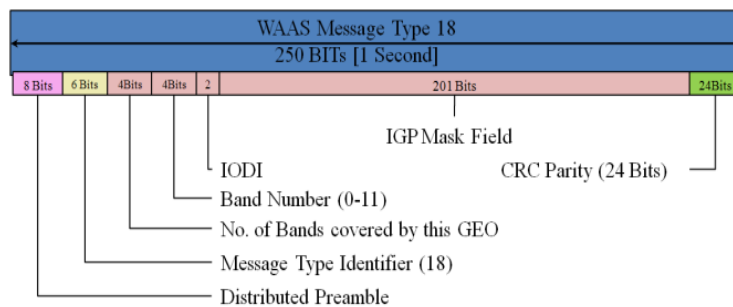 WAAS Message Type 18
250 BITs [1 Second]
8 Bits 6 Bits 4Bits 4Bits 2 201 Bits 24Bits
IGP Mask Field
IODI CRC Parity (24 Bits)
Band Number (0-11)
No. of Bands covered by this GEO
Message Type Identifier (18)
Distributed Preamble